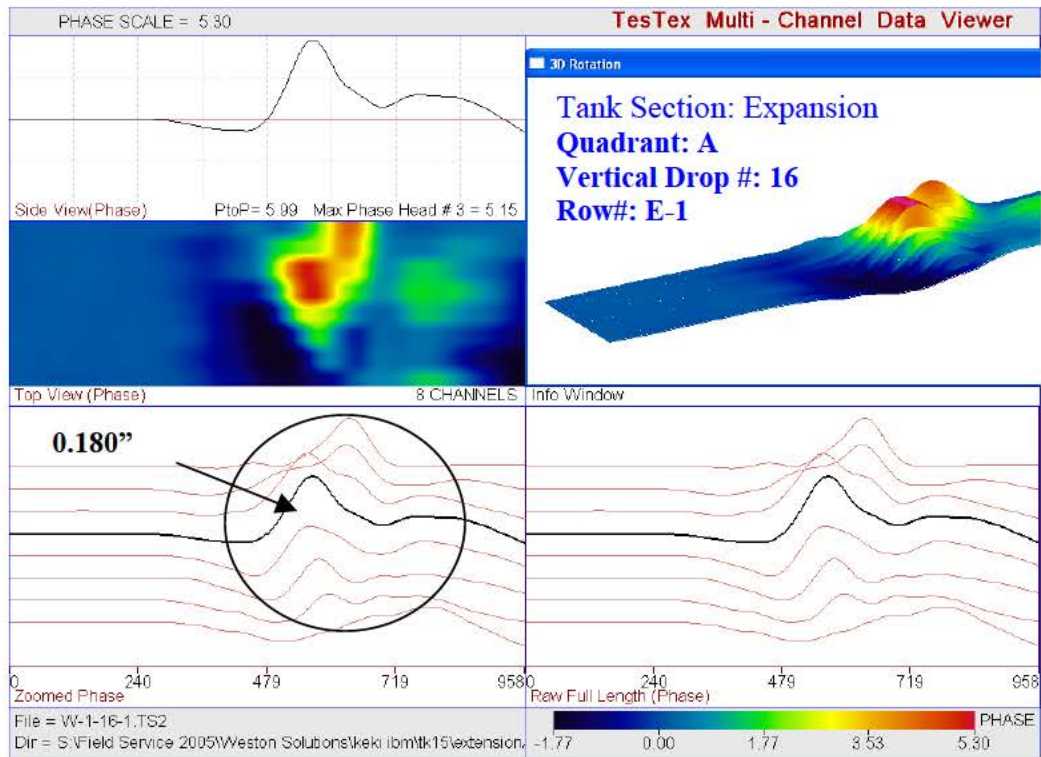 PHASE SCALE = 5.30
TesTex Multi-Channel Data Viewer
3D Rotation
Tank Section: Expansion
Quadrant: A
Vertical Drop #: 16
Row#: E-1
Side View(Phase) PtoP= 5.99 Max Phase Head # 3 = 5.15
Top View (Phase) 8 CHANNELS
Info Window
0.180”
0 240 479 719 958
Zoomed Phase
0 240 479 719 958
Raw Full Length (Phase)
File = W-1-16-1.TS2
Dir = S:\Field Service 2005\Weston Solutions\keki ibm\tk15\extension,
PHASE
-1.77 0.00 1.77 3.53 5.30